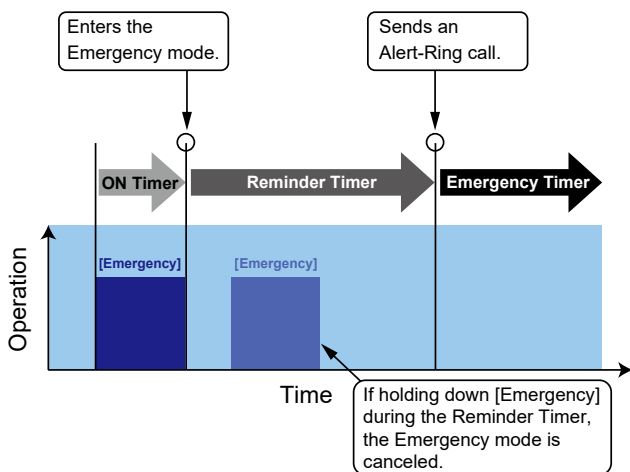 Enters the
Emergency mode.
Sends an
Alert-Ring call.
ON Timer
Reminder Timer
Emergency Timer
[Emergency]
[Emergency]
Operation
Time
If holding down [Emergency]
during the Reminder Timer,
the Emergency mode is
canceled.